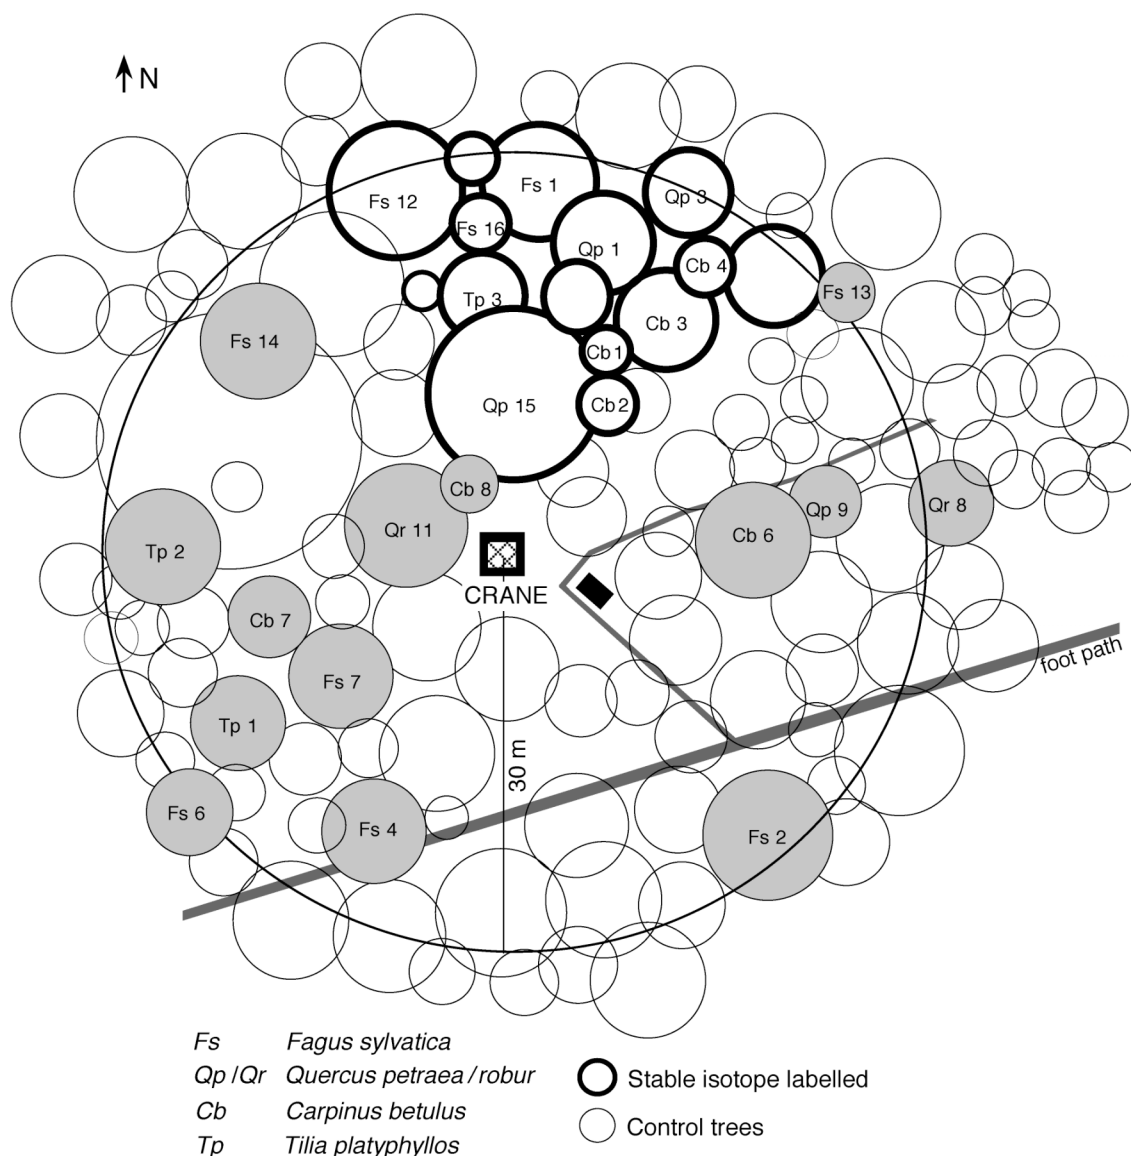 N
Fs 12
Fs 1
Qp 3
Fs 16
Qp 1
Cb 4
Tp 3
Fs 13
Cb 3
Fs 14
Cb 1
Qp 15
Cb 2
Cb 8
Qr 11
Qp 9
Qr 8
Cb 6
Tp 2
CRANE
Cb 7
foot path
Fs 7
Tp 1
30 m
Fs 6
Fs 4
Fs 2
Fs Fagus sylvatica
Qp /Qr Quercus petraea / robur
Cb Carpinus betulus
Tp Tilia platyphyllos
Stable isotope labelled
Control trees